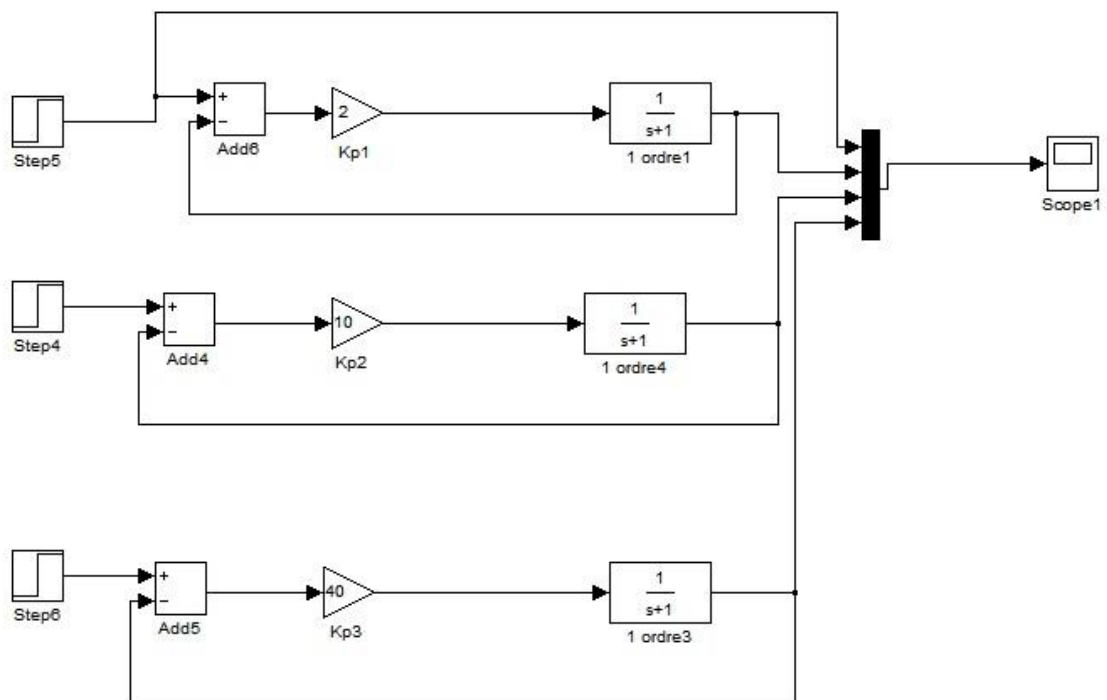 Step5
+
−
Add6
2
Kp1
1
s+1
1 ordre1
Scope1
Step4
+
−
Add4
10
Kp2
1
s+1
1 ordre4
Step6
+
−
Add5
40
Kp3
1
s+1
1 ordre3